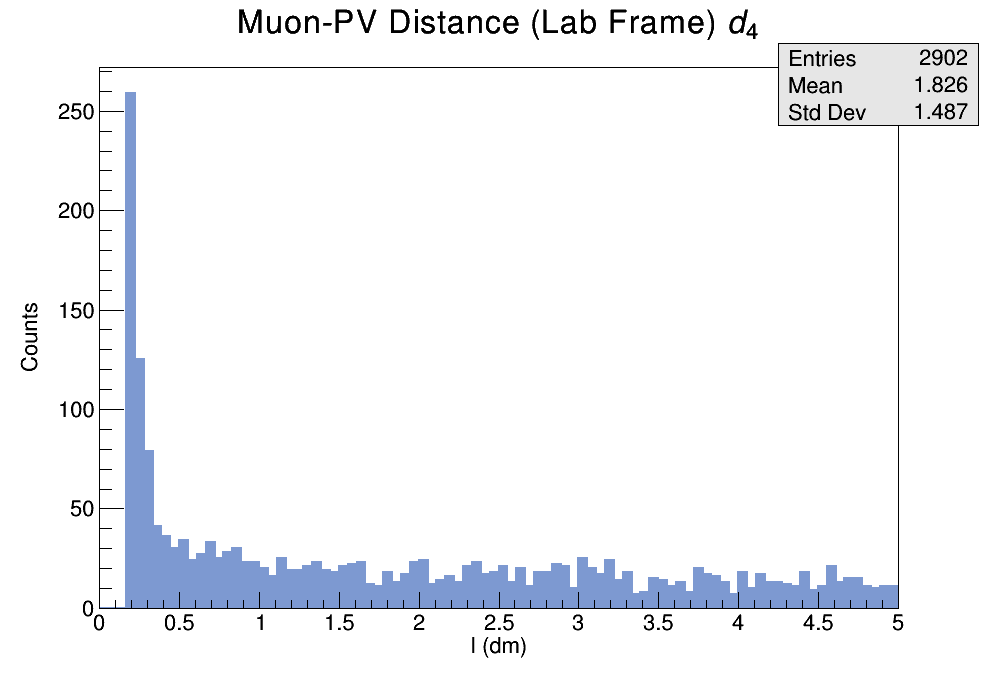 Muon-PV Distance (Lab Frame) d4
Entries 2902
Mean 1.826
Std Dev 1.487
250
200
150
100
50
0
Counts
0 0.5 1 1.5 2 2.5 3 3.5 4 4.5 5
l (dm)